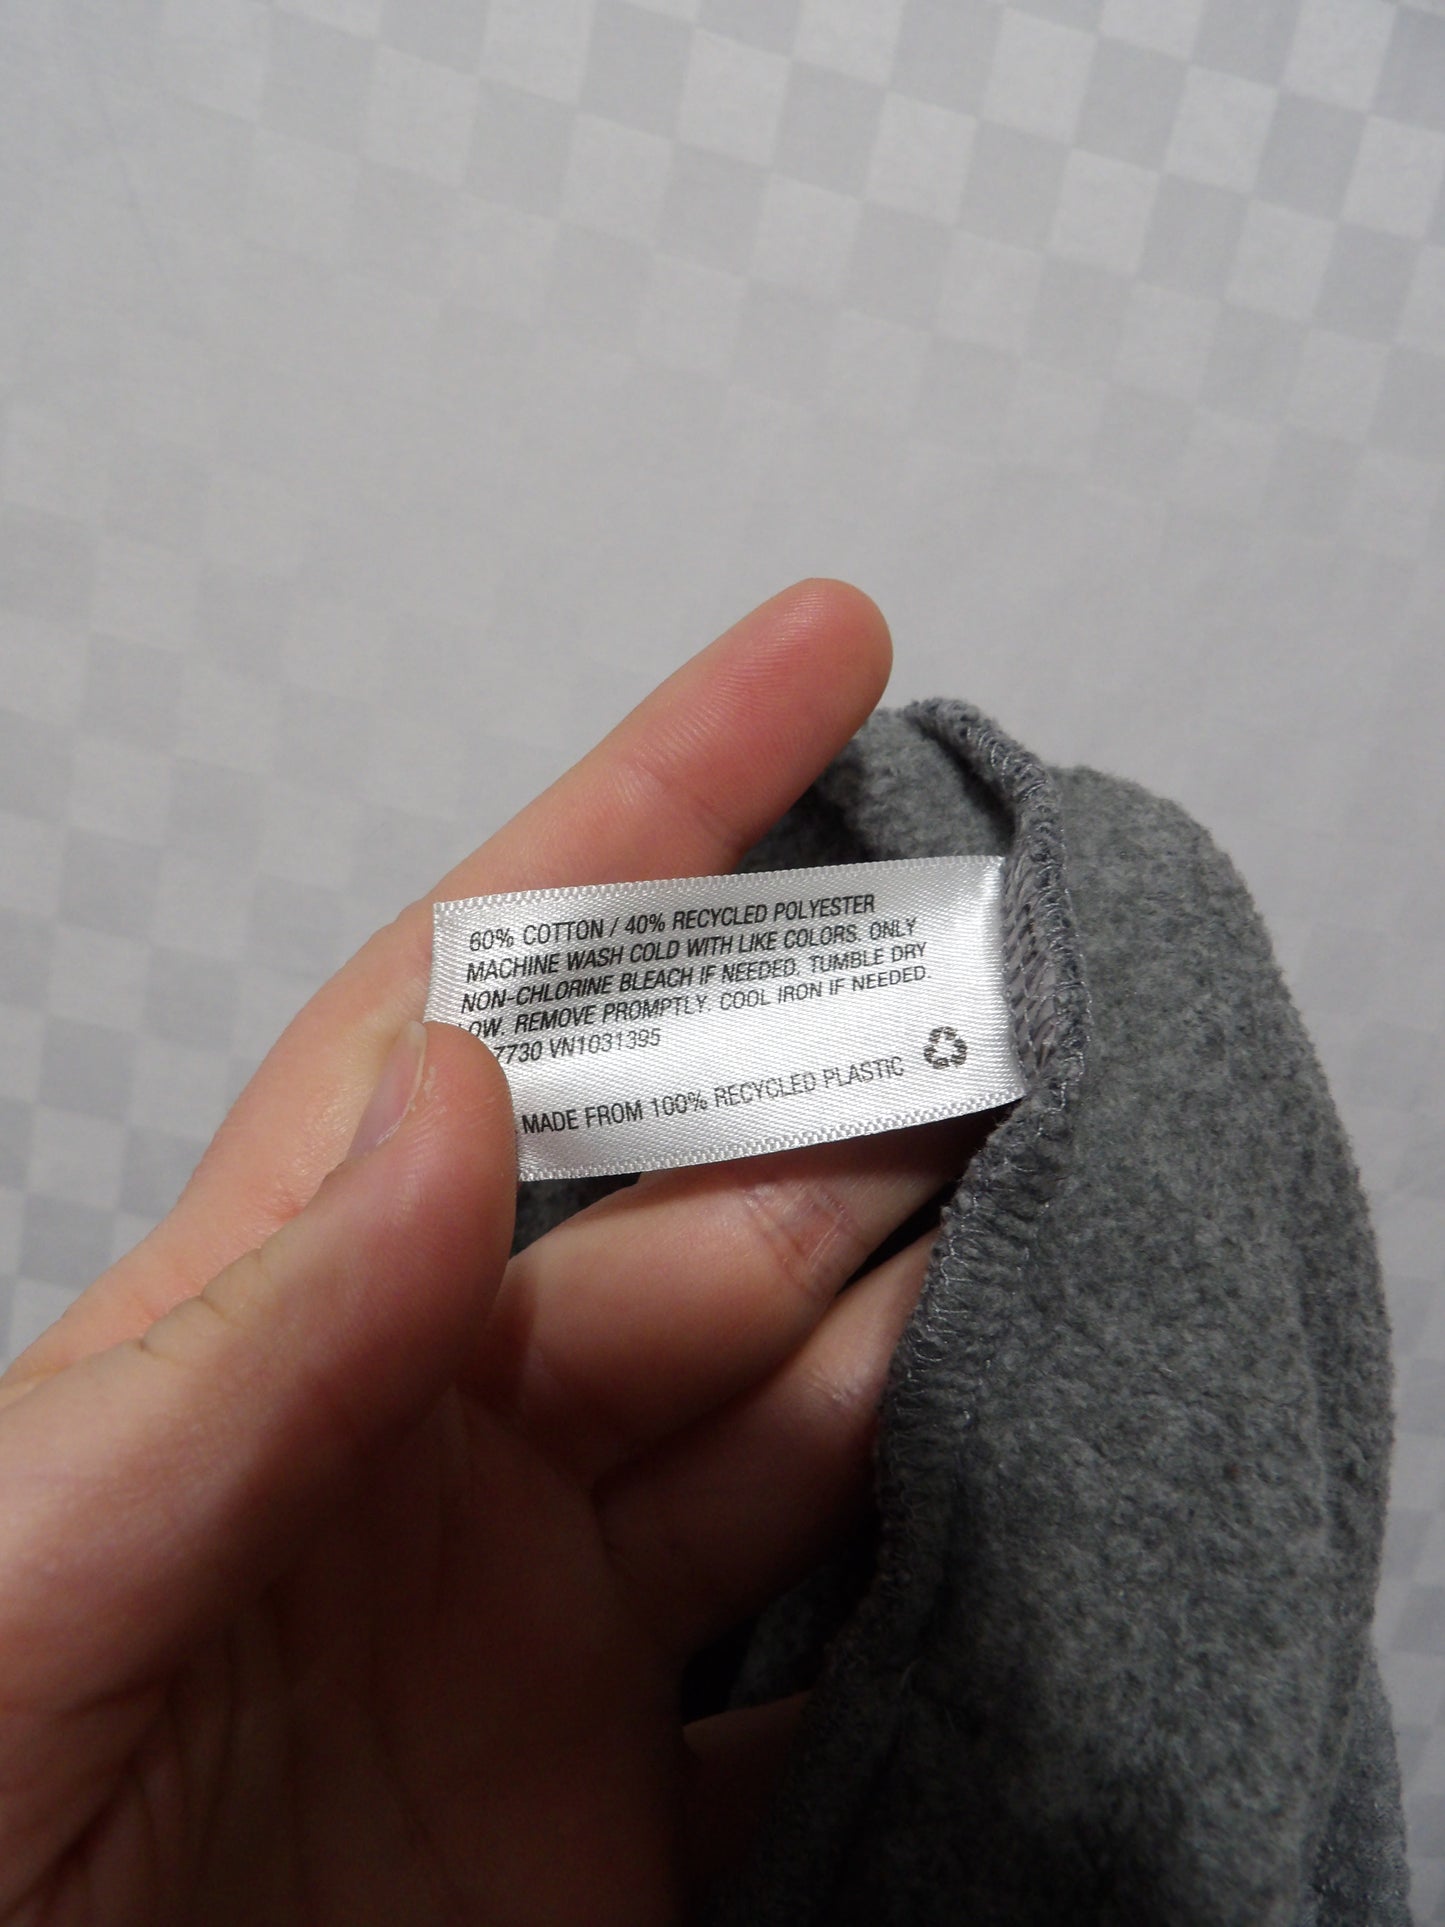 60% COTTON / 40% RECYCLED POLYESTER
MACHINE WASH COLD WITH LIKE COLORS. ONLY
NON-CHLORINE BLEACH IF NEEDED. TUMBLE DRY
LOW. REMOVE PROMPTLY. COOL IRON IF NEEDED.
7730 VN1031395
MADE FROM 100% RECYCLED PLASTIC